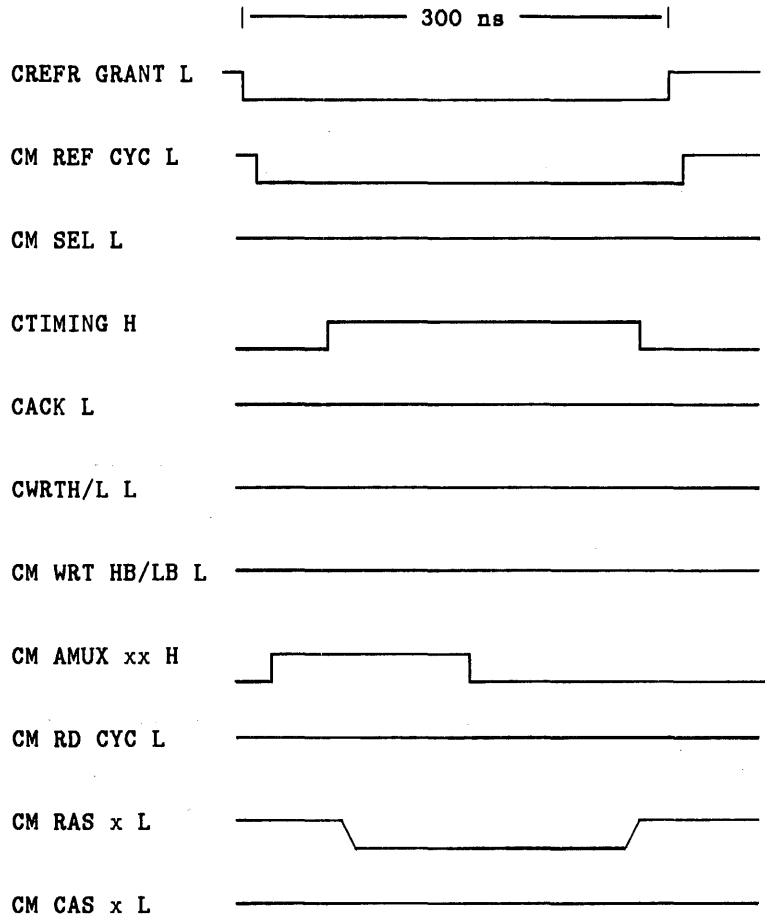 300 ns
CREFR GRANT L
CM REF CYC L
CM SEL L
CTIMING H
CACK L
CWRTH/L L
CM WRT HB/LB L
CM AMUX xx H
CM RD CYC L
CM RAS x L
CM CAS x L